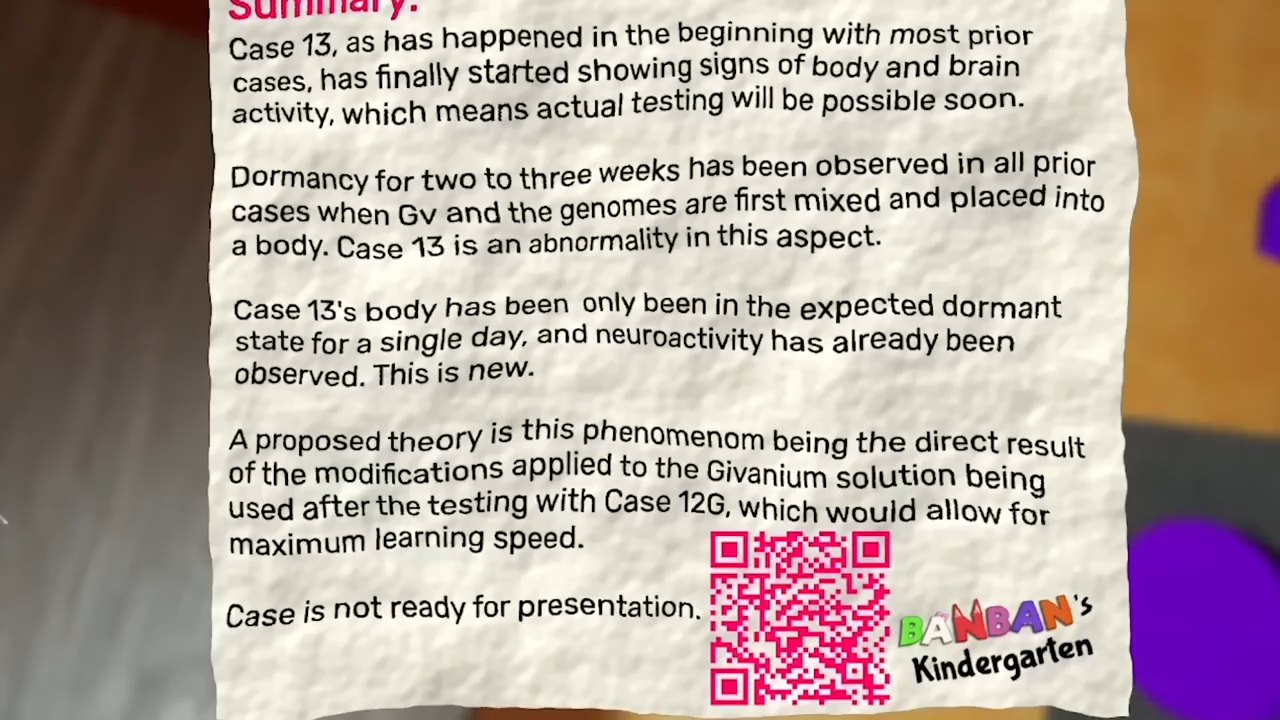 Summary:
Case 13, as has happened in the beginning with most prior
cases, has finally started showing signs of body and brain
activity, which means actual testing will be possible soon.
Dormancy for two to three weeks has been observed in all prior
cases when Gv and the genomes are first mixed and placed into
a body. Case 13 is an abnormality in this aspect.
Case 13's body has been only been in the expected dormant
state for a single day, and neuroactivity has already been
observed. This is new.
A proposed theory is this phenomenom being the direct result
of the modifications applied to the Givanium solution being
used after the testing with Case 12G, which would allow for
maximum learning speed.
Case is not ready for presentation.
BANBAN's
Kindergarten